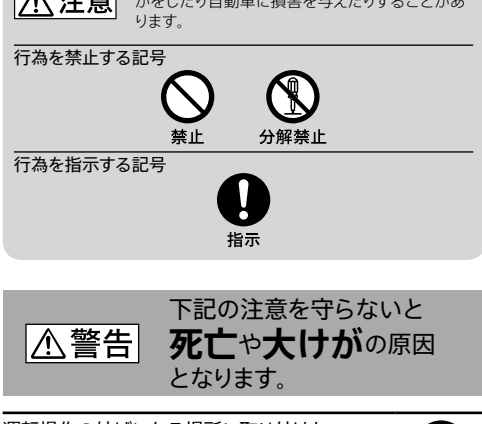 注意
がをしたり自動車に損害を与えたりすることがあ
ります。
行為を禁止する記号
禁止 分解禁止
行為を指示する記号
指示
警告
下記の注意を守らないと
死亡や大けがの原因
となります。